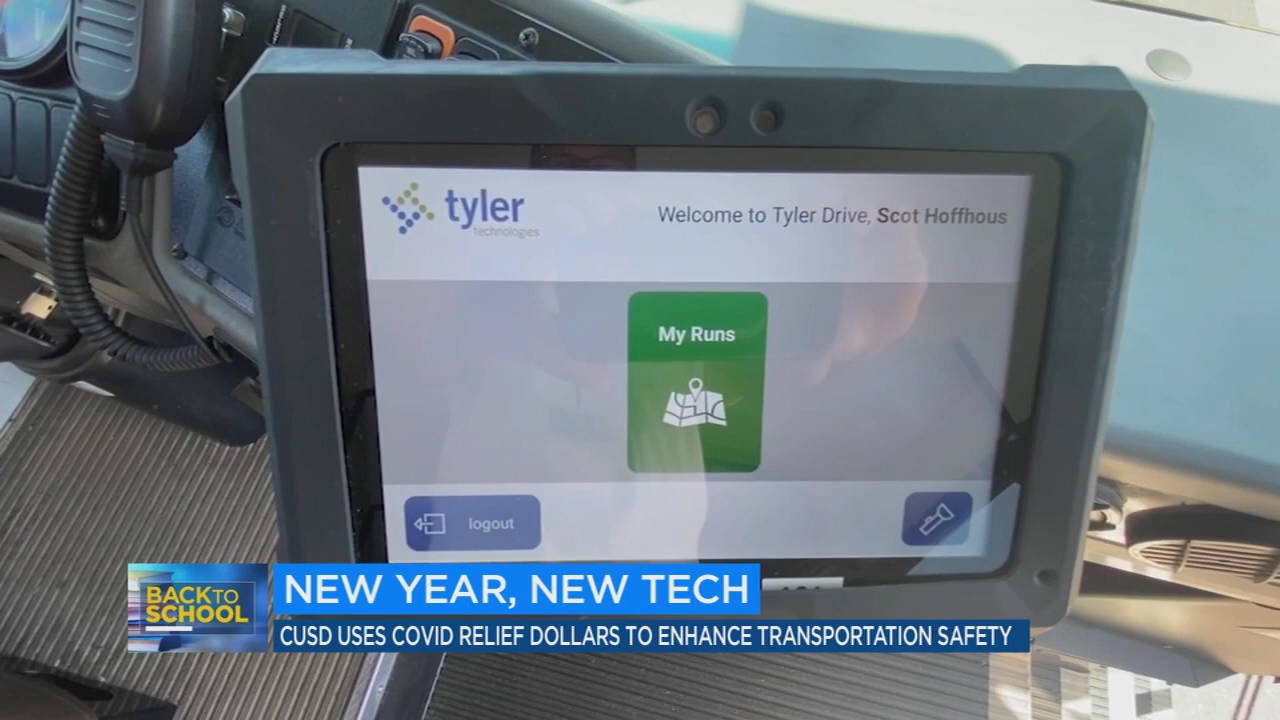 tyler
technologies
Welcome to Tyler Drive, Scot Hoffhous
My Runs
logout
BACK TO
SCHOOL
NEW YEAR, NEW TECH
CUSD USES COVID RELIEF DOLLARS TO ENHANCE TRANSPORTATION SAFETY